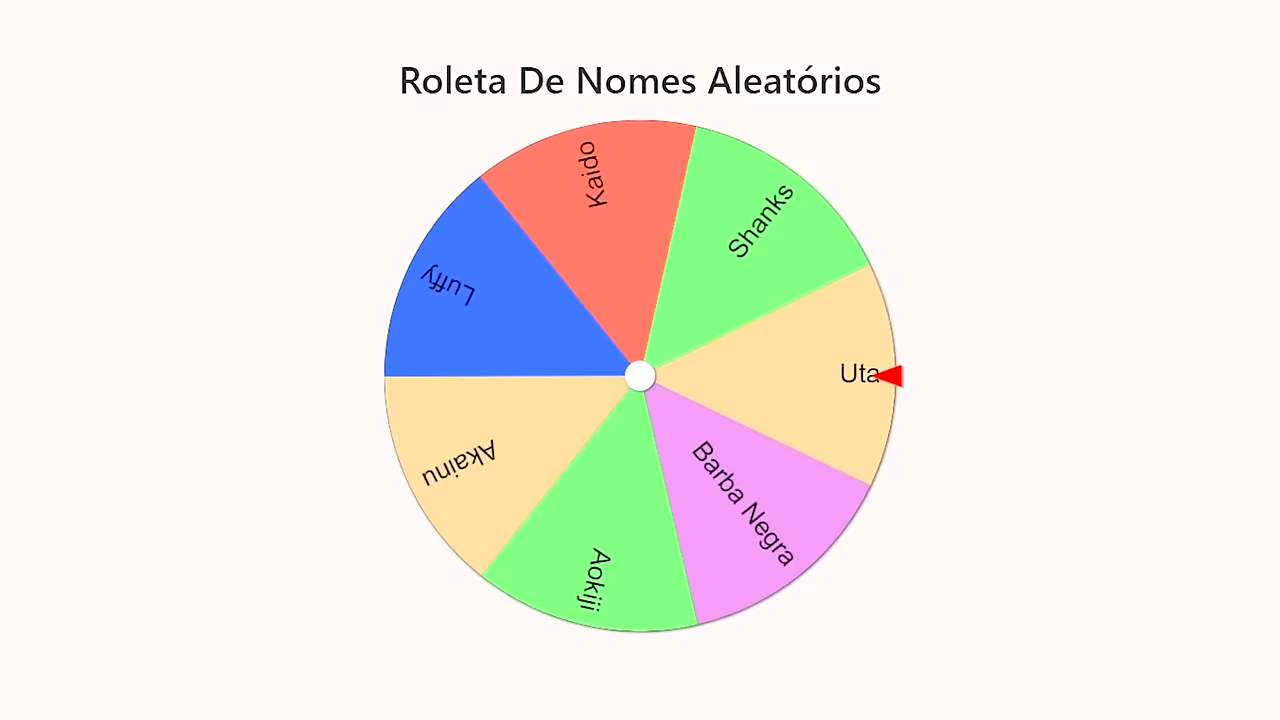 Roleta De Nomes Aleatórios
Kaido
Shanks
Luffy
Uta
Akainu
Barba Negra
Aokiji